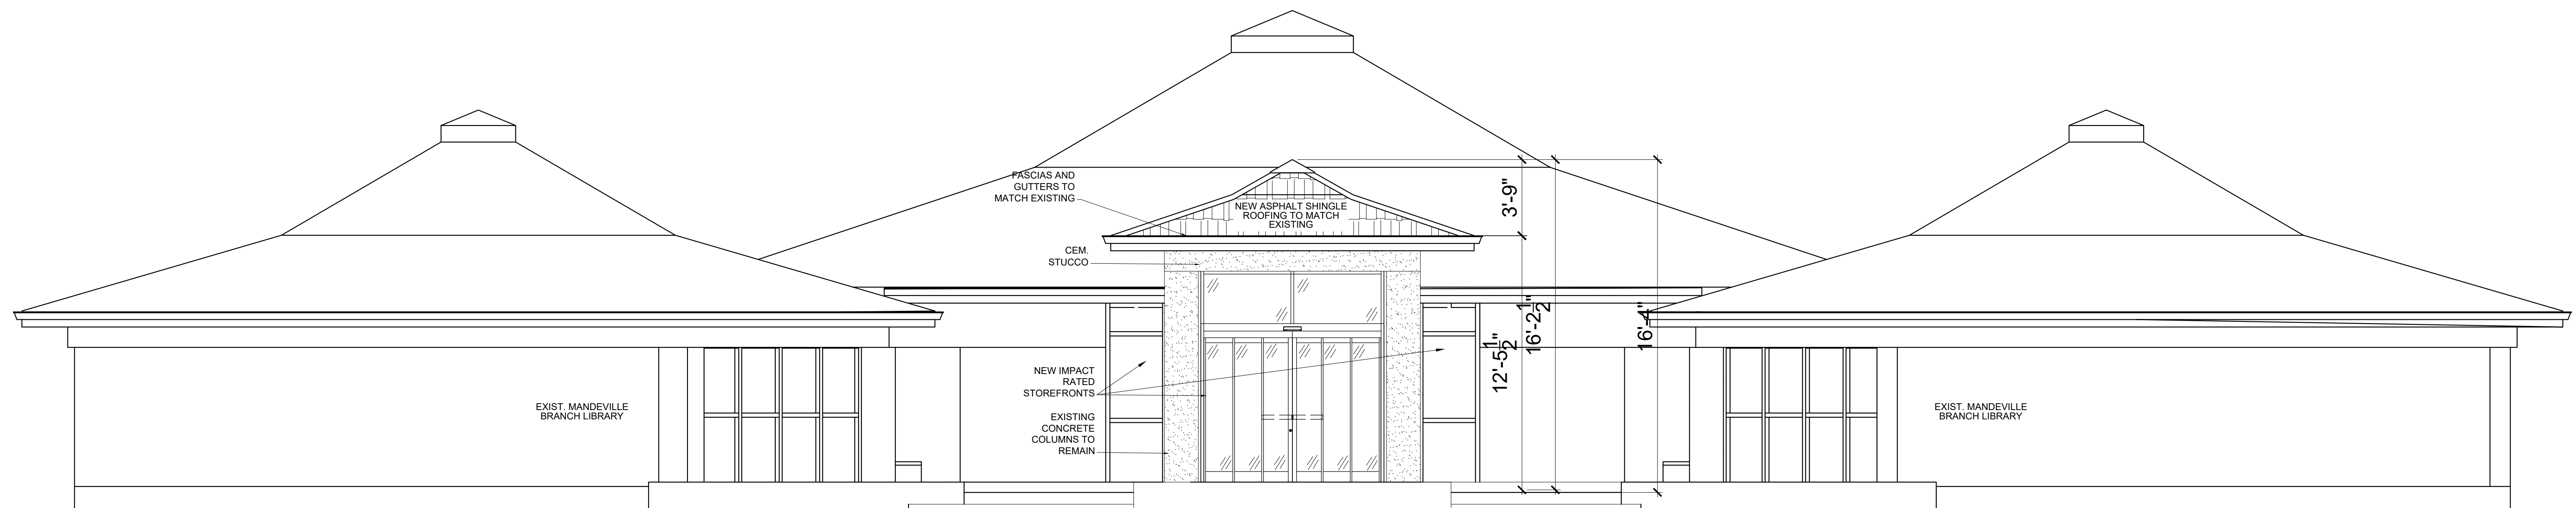 FASCIAS AND
GUTTERS TO
MATCH EXISTING
NEW ASPHALT SHINGLE
ROOFING TO MATCH
EXISTING
3'-9"
CEM.
STUCCO
12'-5 1/2"
16'-2 1/2"
16'-4"
NEW IMPACT
RATED
STOREFRONTS
EXISTING
CONCRETE
COLUMNS TO
REMAIN
EXIST. MANDEVILLE
BRANCH LIBRARY
EXIST. MANDEVILLE
BRANCH LIBRARY